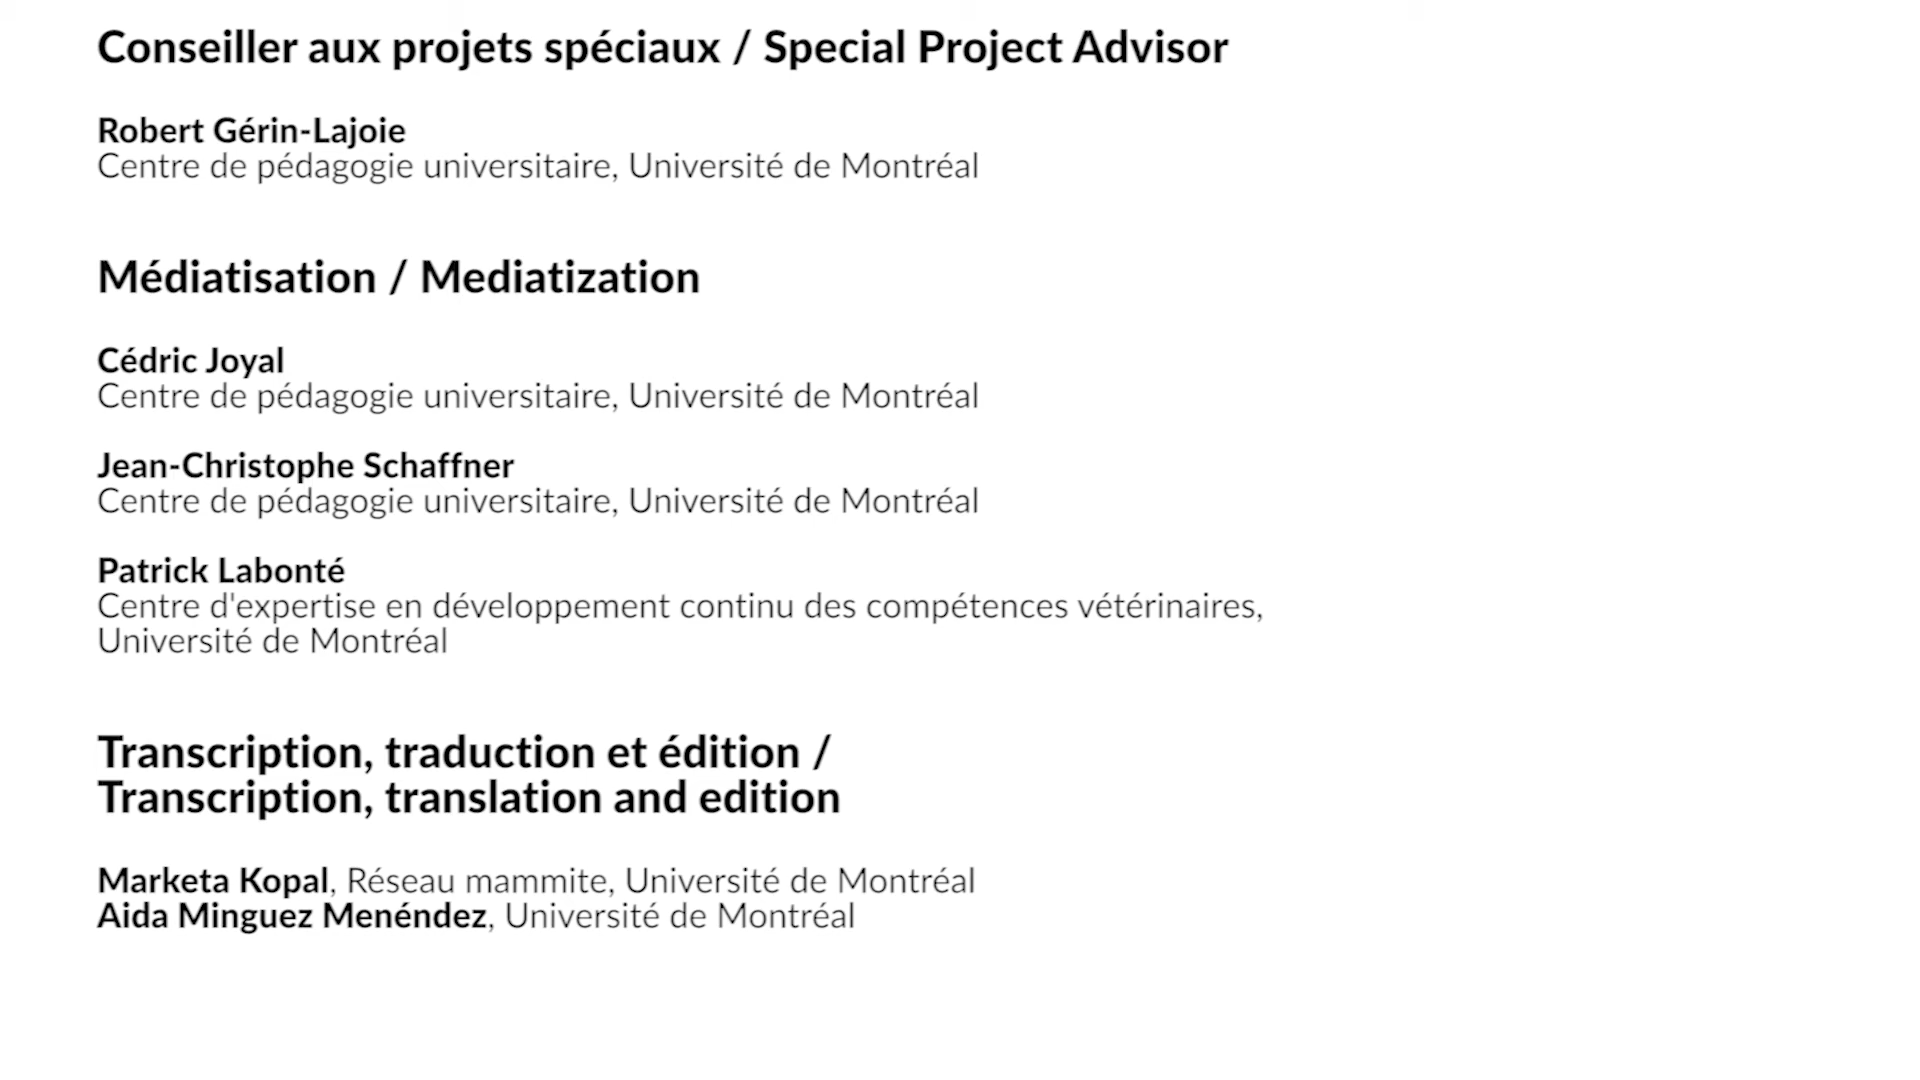 Conseiller aux projets spéciaux / Special Project Advisor
Robert Gérin-Lajoie
Centre de pédagogie universitaire, Université de Montréal
Médiatisation / Mediatization
Cédric Joyal
Centre de pédagogie universitaire, Université de Montréal
Jean-Christophe Schaffner
Centre de pédagogie universitaire, Université de Montréal
Patrick Labonté
Centre d'expertise en développement continu des compétences vétérinaires,
Université de Montréal
Transcription, traduction et édition /
Transcription, translation and edition
Marketa Kopal, Réseau mammite, Université de Montréal
Aida Minguez Menéndez, Université de Montréal